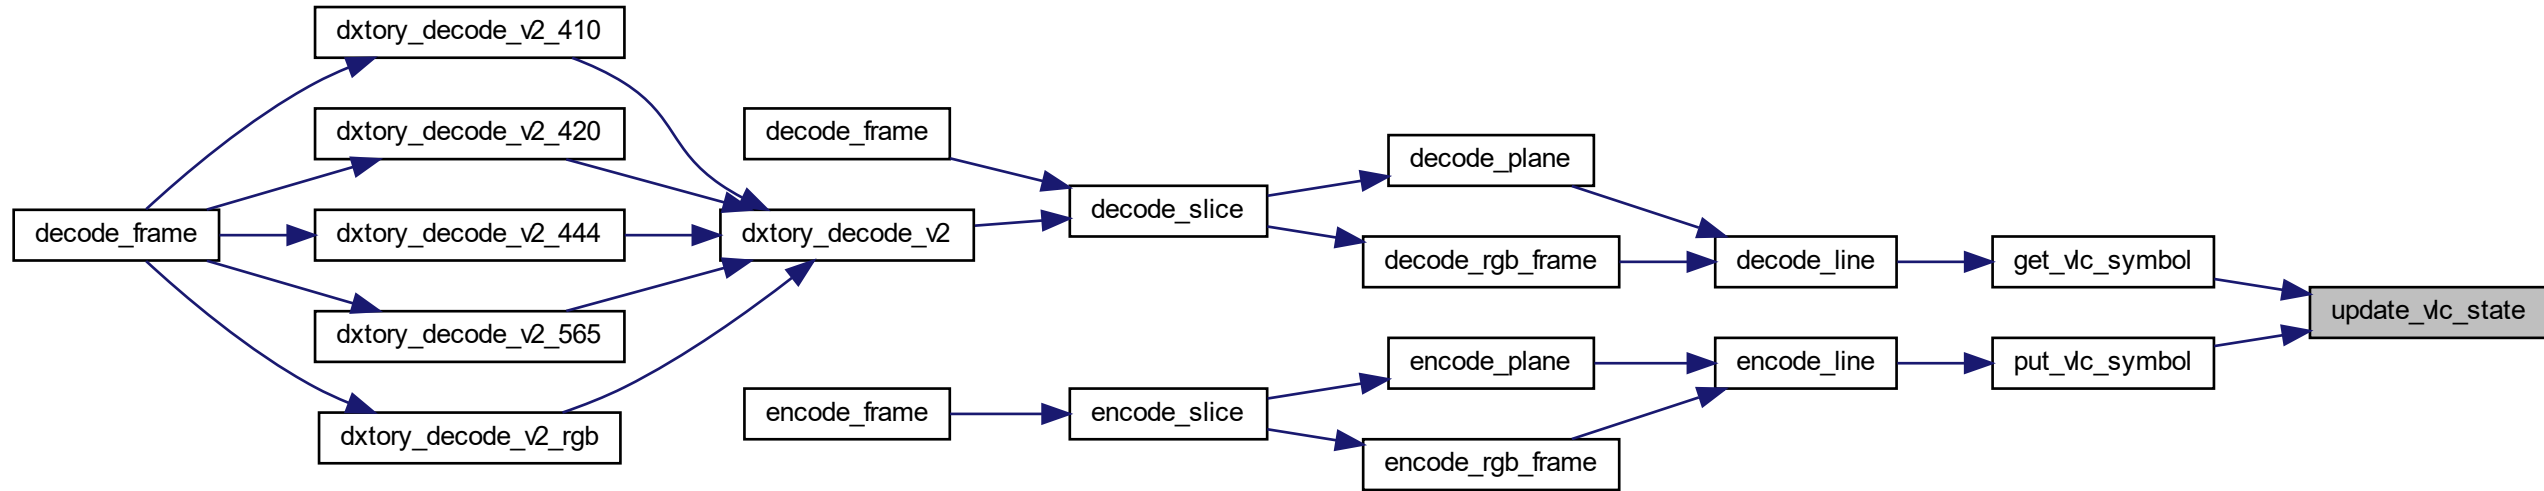 dxtory_decode_v2_410
dxtory_decode_v2_420
decode_frame
decode_plane
decode_slice
decode_frame
dxtory_decode_v2_444
dxtory_decode_v2
decode_rgb_frame
decode_line
get_vlc_symbol
update_vlc_state
dxtory_decode_v2_565
encode_plane
encode_line
put_vlc_symbol
encode_frame
encode_slice
dxtory_decode_v2_rgb
encode_rgb_frame